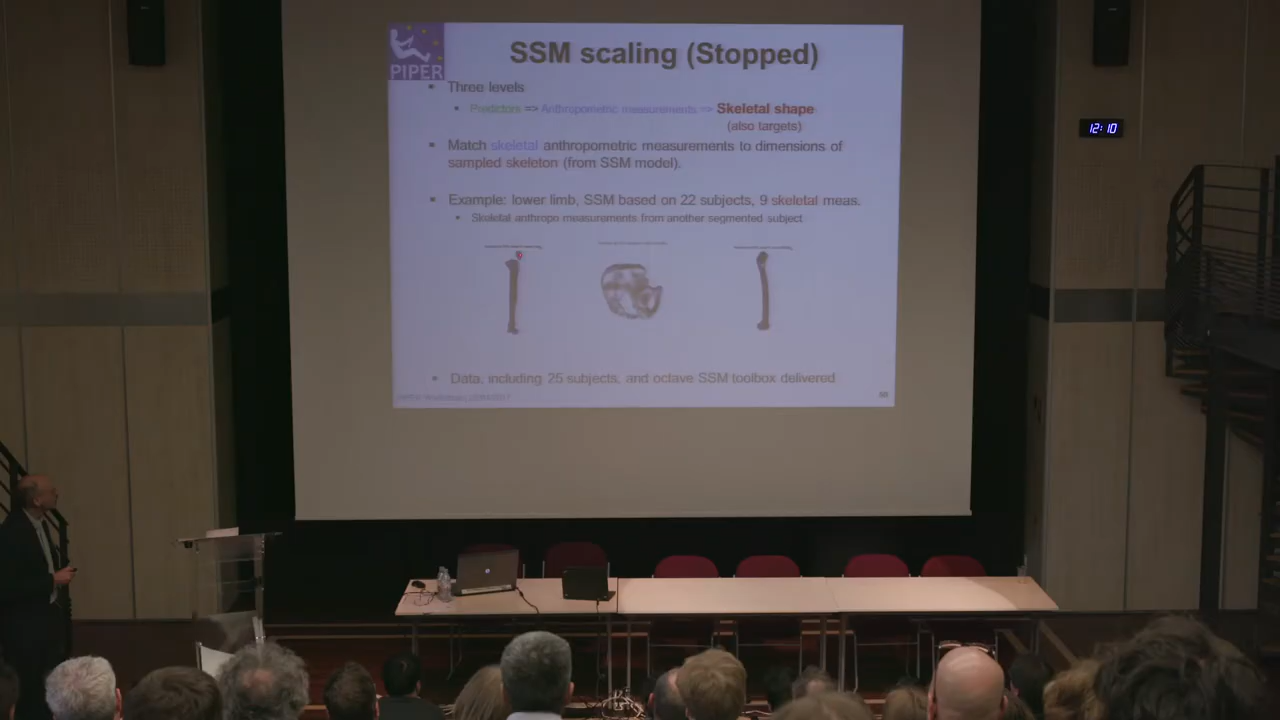 PIPER
SSM scaling (Stopped)
Three levels
Predictors => Anthropometric measurements => Skeletal shape
(also targets)
Match skeletal anthropometric measurements to dimensions of
sampled skeleton (from SSM model).
Example: lower limb, SSM based on 22 subjects, 9 skeletal meas.
Skeletal anthropo measurements from another segmented subject
Data, including 25 subjects, and octave SSM toolbox delivered
12:10